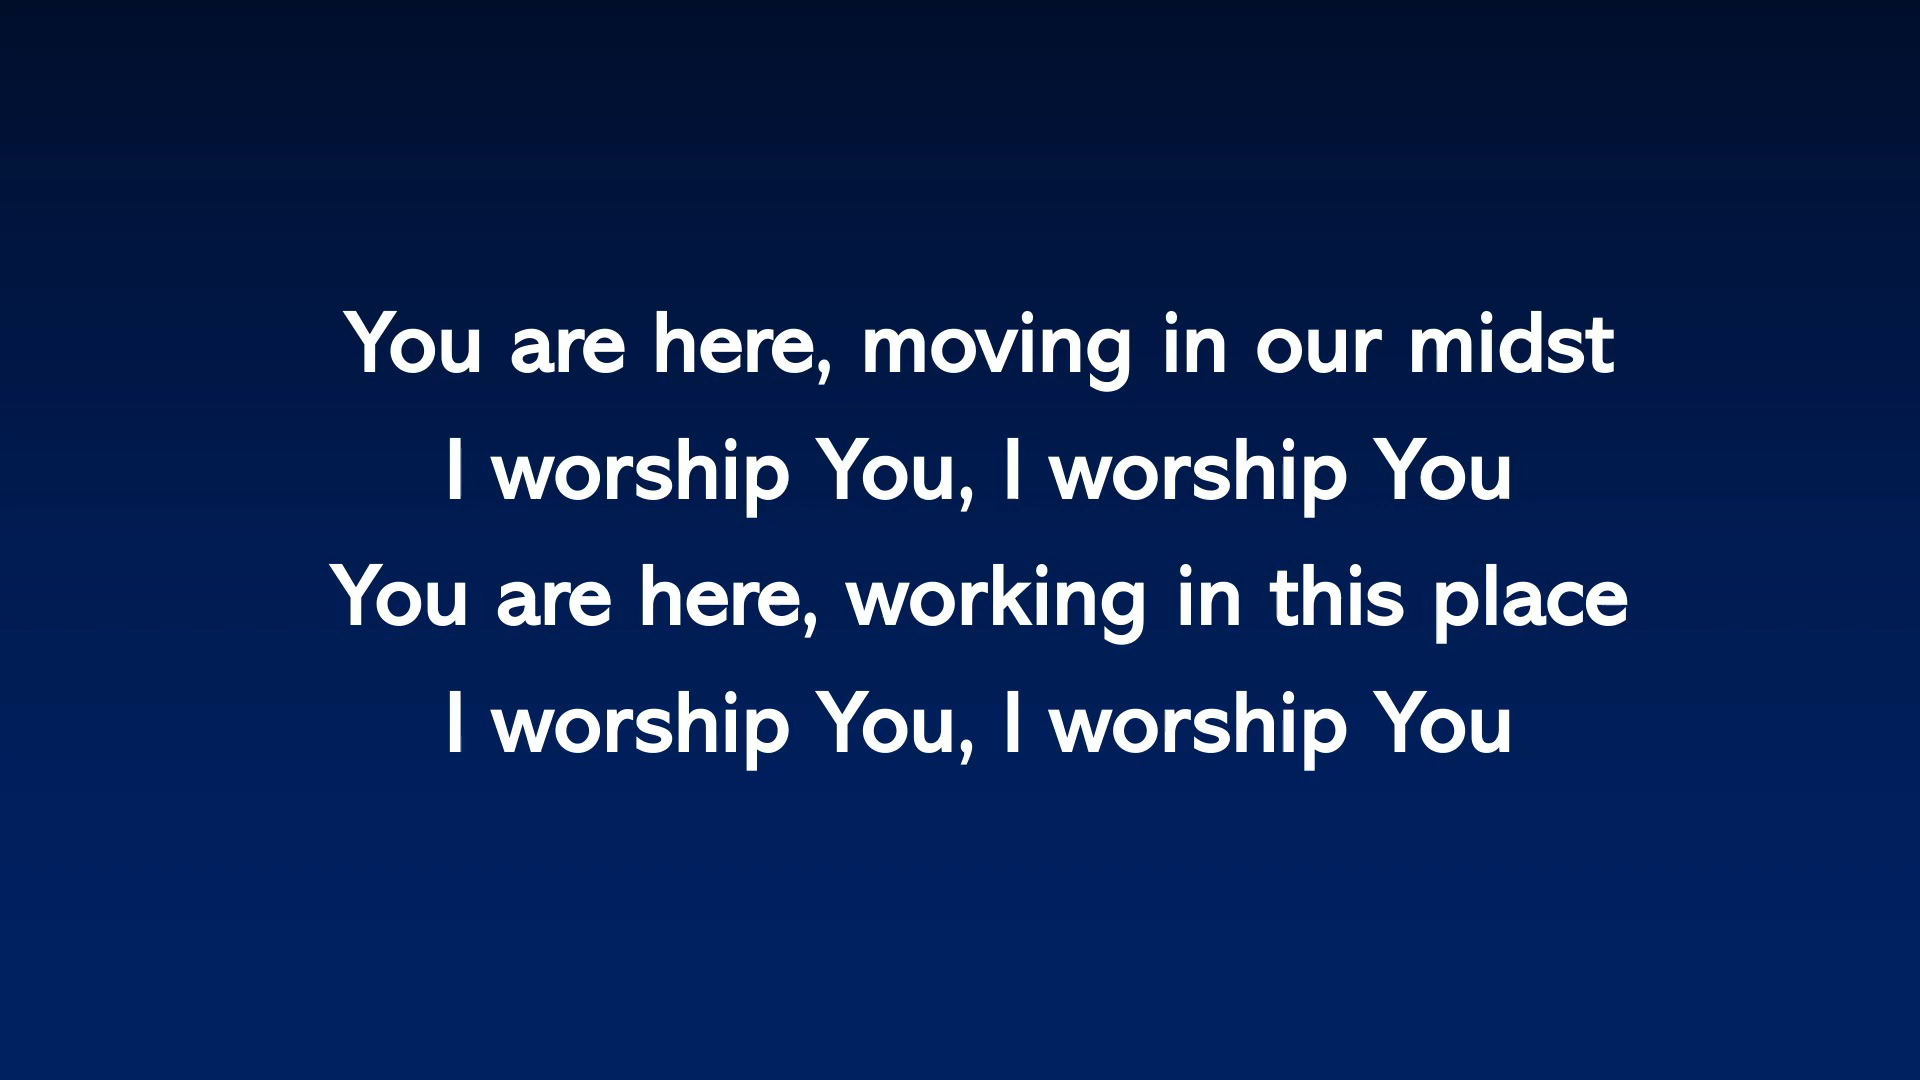 You are here, moving in our midst
I worship You, I worship You
You are here, working in this place
I worship You, I worship You